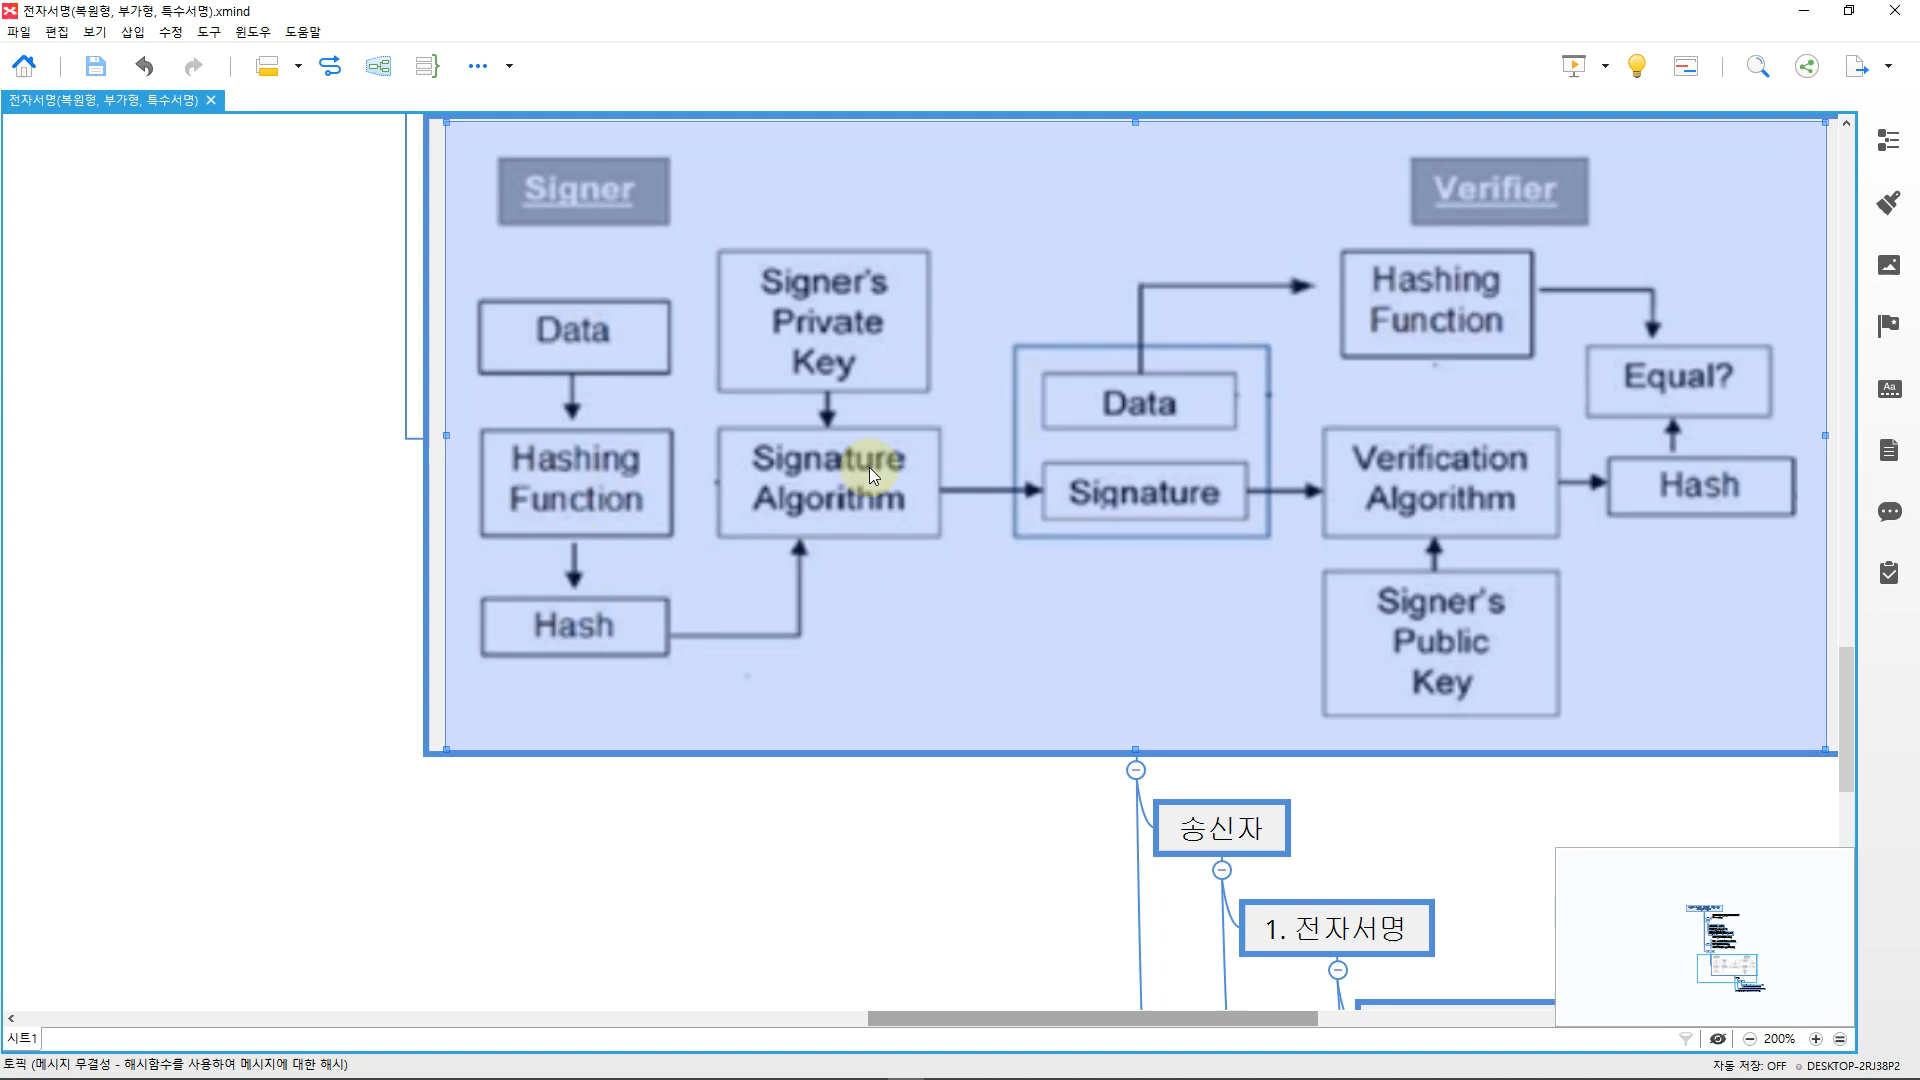 전자서명(복원형, 부가형, 특수서명).xmind
파일 편집 보기 삽입 수정 도구 윈도우 도움말
전자서명(복원형, 부가형, 특수서명)
Signer
Verifier
Data
Signer's
Private
Key
Hashing
Function
Equal?
Data
Hashing
Function
Signature
Algorithm
Signature
Verification
Algorithm
Hash
Hash
Signer's
Public
Key
송신자
1. 전자서명
Aa
시트1
200%
토픽 (메시지 무결성 - 해시함수를 사용하여 메시지에 대한 해시)
자동 저장: OFF
DESKTOP-2RJ38P2